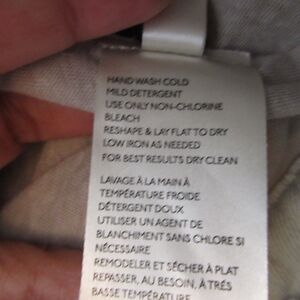 HAND WASH COLD
MILD DETERGENT
USE ONLY NON-CHLORINE
BLEACH
RESHAPE & LAY FLAT TO DRY
LOW IRON AS NEEDED
FOR BEST RESULTS DRY CLEAN
LAVAGE À LA MAIN À
TEMPÉRATURE FROIDE
DÉTERGENT DOUX
UTILISER UN AGENT DE
BLANCHIMENT SANS CHLORE SI
NÉCESSAIRE
REMODELER ET SÉCHER À PLAT
REPASSER, AU BESOIN, À TRÉS
BASSE TEMPÉRATURE